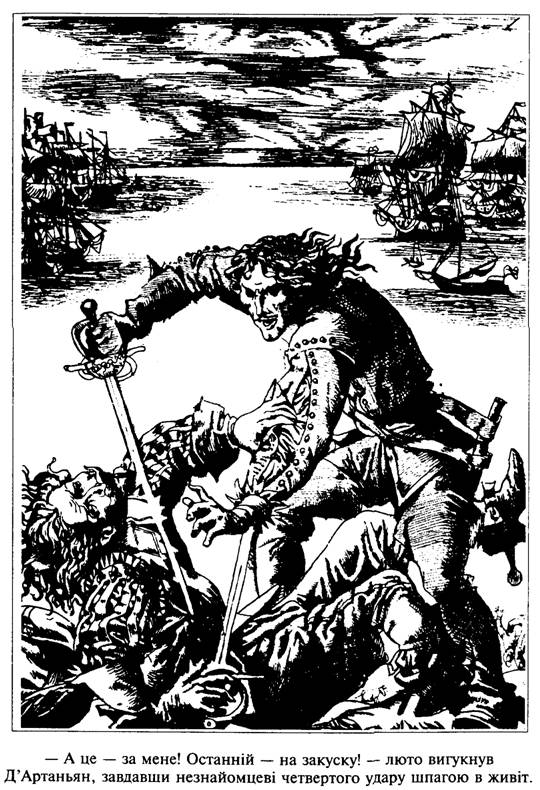 — А це — за мене! Останній — на закуску! — люто вигукнув
Д’Артаньян, завдавши незнайомцеві четвертого удару шпагою в живіт.